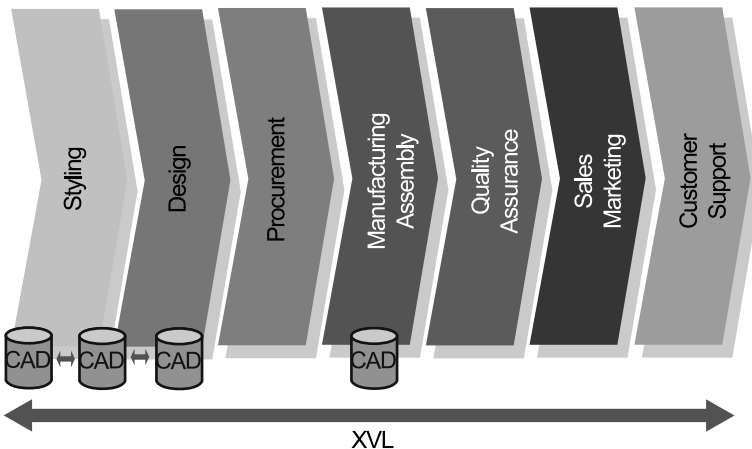 Styling
Design
Procurement
Manufacturing
Assembly
Quality
Assurance
Sales
Marketing
Customer
Support
CAD
CAD
CAD
CAD
XVL